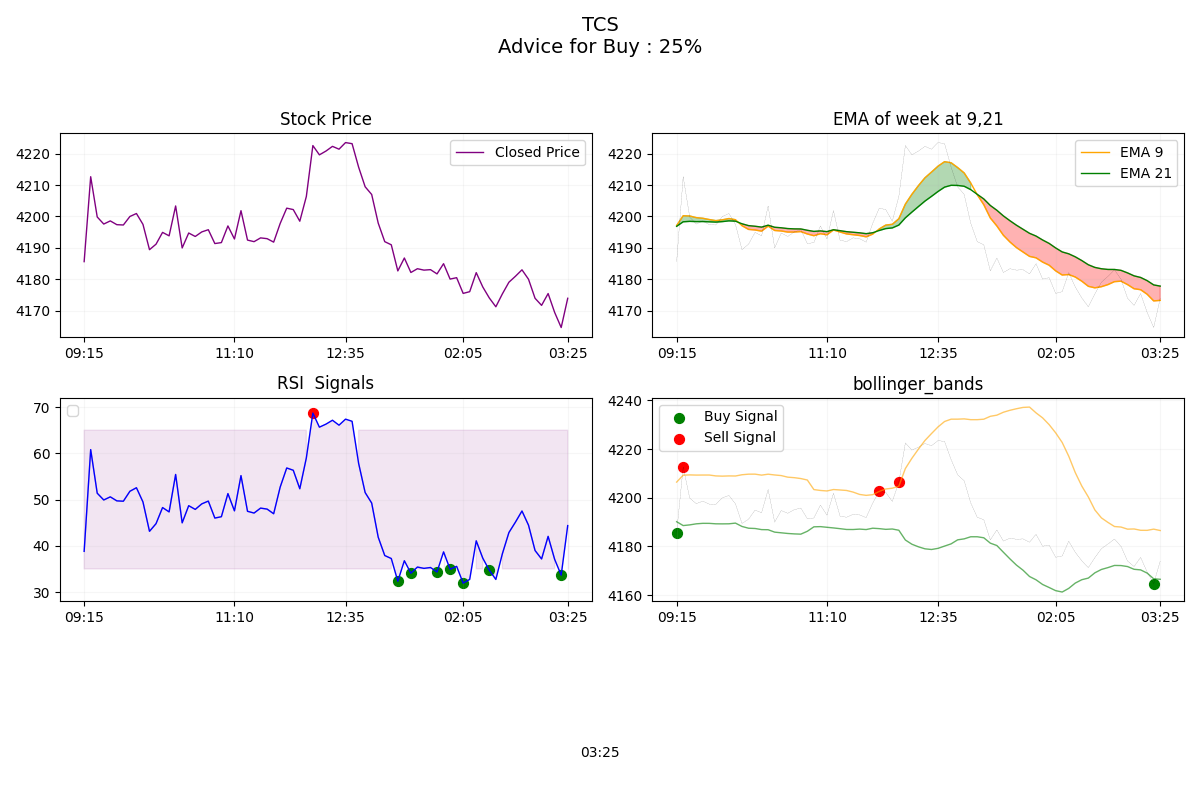 TCS
Advice for Buy : 25%
Stock Price
Closed Price
4220
4210
4200
4190
4180
4170
09:15 11:10 12:35 02:05 03:25
EMA of week at 9,21
EMA 9
EMA 21
4220
4210
4200
4190
4180
4170
09:15 11:10 12:35 02:05 03:25
RSI  Signals
70
60
50
40
30
09:15 11:10 12:35 02:05 03:25
bollinger_bands
Buy Signal
Sell Signal
4240
4220
4200
4180
4160
09:15 11:10 12:35 02:05 03:25
03:25